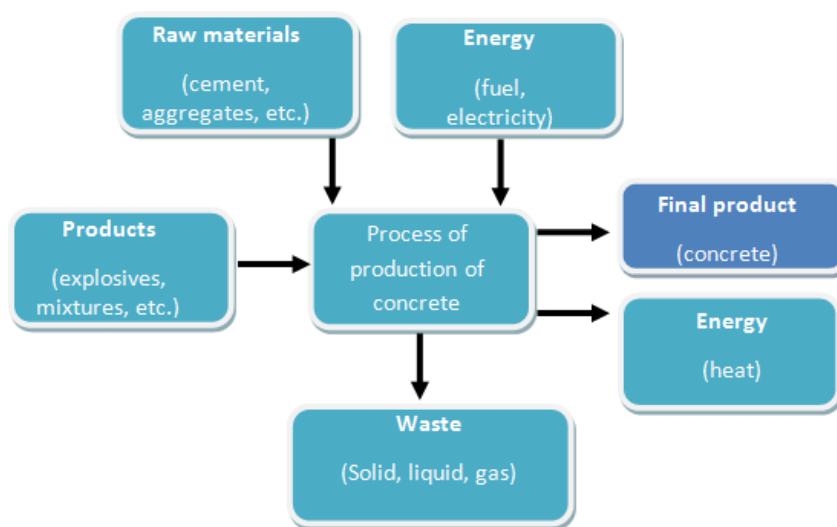 Raw materials
(cement,
aggregates, etc.)
Energy
(fuel,
electricity)
Products
(explosives,
mixtures, etc.)
Process of
production of
concrete
Final product
(concrete)
Energy
(heat)
Waste
(Solid, liquid, gas)